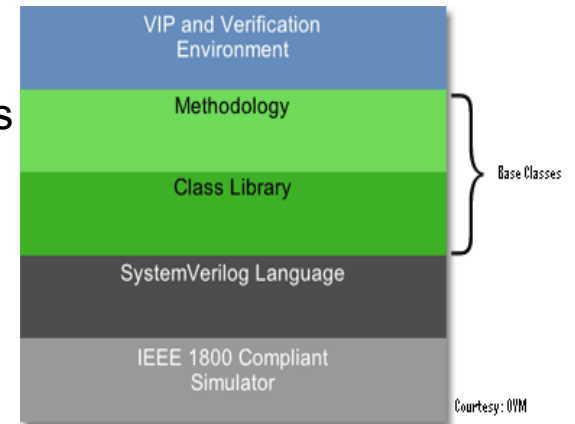 VIP and Verification
Environment
s
Methodology
Base Classes
Class Library
SystemVerilog Language
IEEE 1800 Compliant
Simulator
Courtesy: OVM